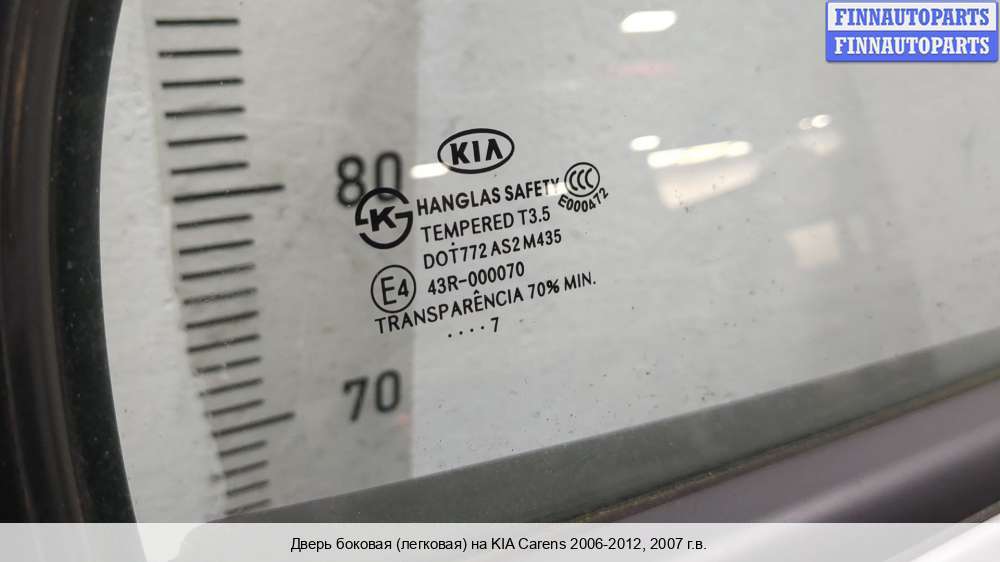 FINNAUTOPARTS
FINNAUTOPARTS
KIA
80
K
HANGLAS SAFETY
CCC
E000472
TEMPERED T3.5
DOT772 AS2 M435
E4
43R-000070
TRANSPARÊNCIA 70% MIN.
....7
70
Дверь боковая (легковая) на KIA Carens 2006-2012, 2007 г.в.